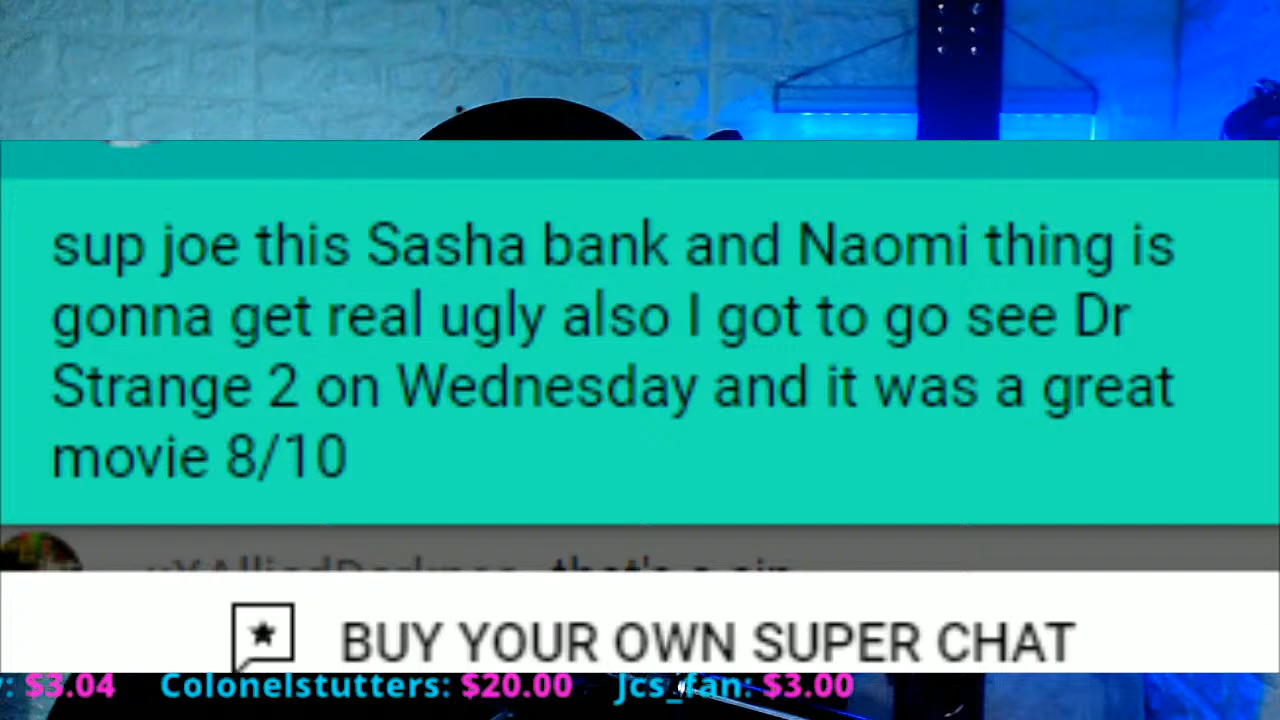 sup joe this Sasha bank and Naomi thing is
gonna get real ugly also I got to go see Dr
Strange 2 on Wednesday and it was a great
movie 8/10
that's a
BUY YOUR OWN SUPER CHAT
: $3.04 Colonelstutters: $20.00 Jcs_fan: $3.00